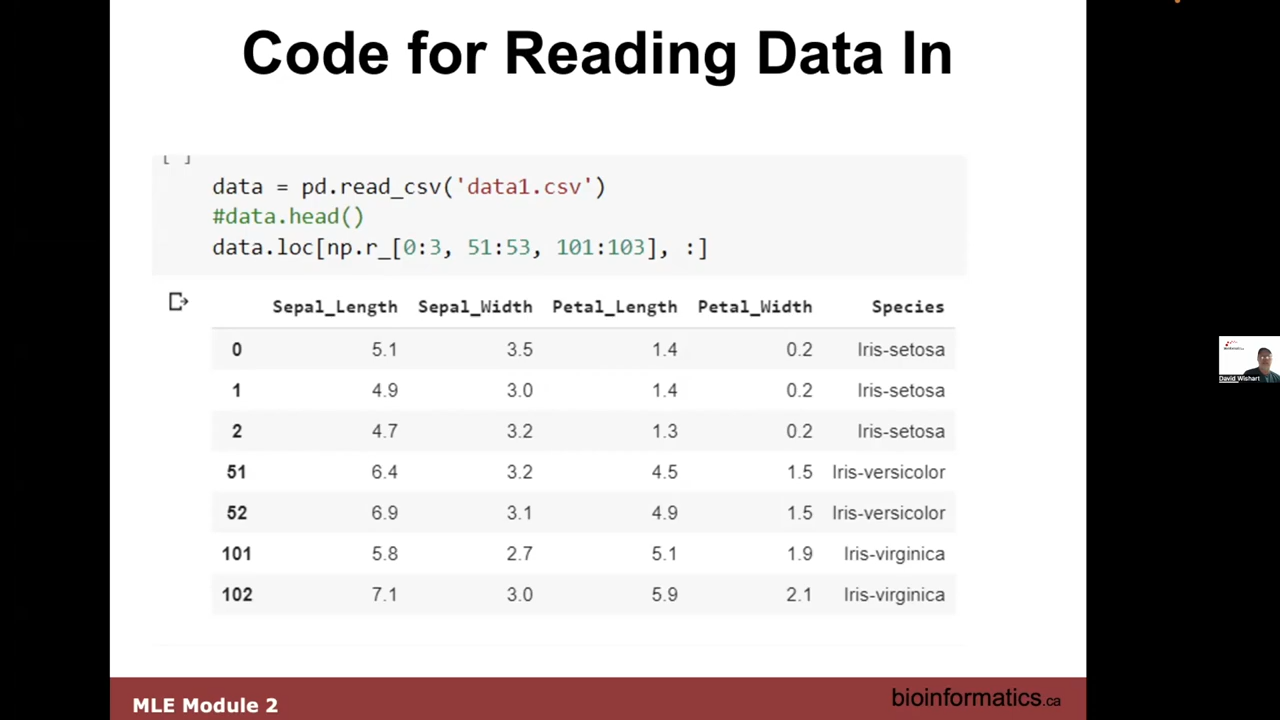 Code for Reading Data In
[ ]
data = pd.read_csv('data1.csv')
#data.head()
data.loc[np.r_[0:3, 51:53, 101:103], :]
Sepal_Length Sepal_Width Petal_Length Petal_Width Species
0 5.1 3.5 1.4 0.2 Iris-setosa
1 4.9 3.0 1.4 0.2 Iris-setosa
2 4.7 3.2 1.3 0.2 Iris-setosa
51 6.4 3.2 4.5 1.5 Iris-versicolor
52 6.9 3.1 4.9 1.5 Iris-versicolor
101 5.8 2.7 5.1 1.9 Iris-virginica
102 7.1 3.0 5.9 2.1 Iris-virginica
David Wishart
MLE Module 2
bioinformatics.ca